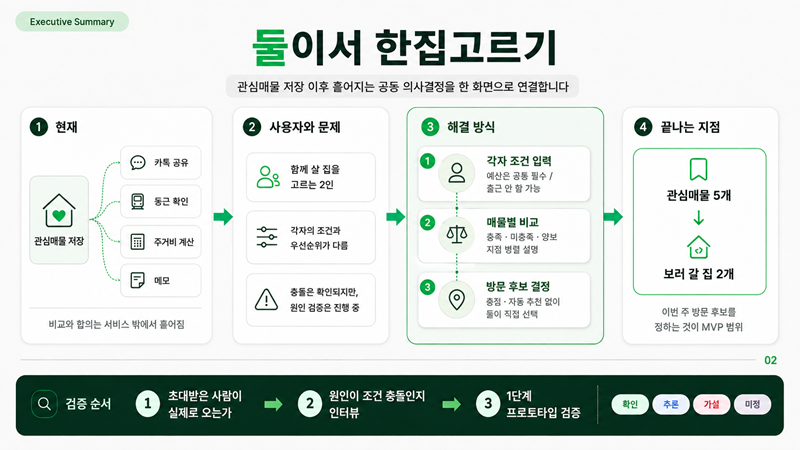 Executive Summary
둘이서 한집고르기
관심매물 저장 이후 흩어지는 공동 의사결정을 한 화면으로 연결합니다
1 현재
관심매물 저장
카톡 공유
동근 확인
주거비 계산
메모
비교와 합의는 서비스 밖에서 흩어짐
2 사용자와 문제
함께 살 집을
고르는 2인
각자의 조건과
우선순위가 다름
충돌은 확인되지만,
원인 검증은 진행 중
3 해결 방식
1 각자 조건 입력
예산은 공통 필수 /
출근 안 함 가능
2 매물별 비교
충족 · 미충족 · 양보
지점 병렬 설명
3 방문 후보 결정
총점 · 자동 추천 없이
둘이 직접 선택
4 끝나는 지점
관심매물 5개
보러 갈 집 2개
이번 주 방문 후보를
정하는 것이 MVP 범위
02
검증 순서
1 초대받은 사람이
실제로 오는가
2 원인이 조건 충돌인지
인터뷰
3 1단계
프로토타입 검증
확인
추론
가설
미정